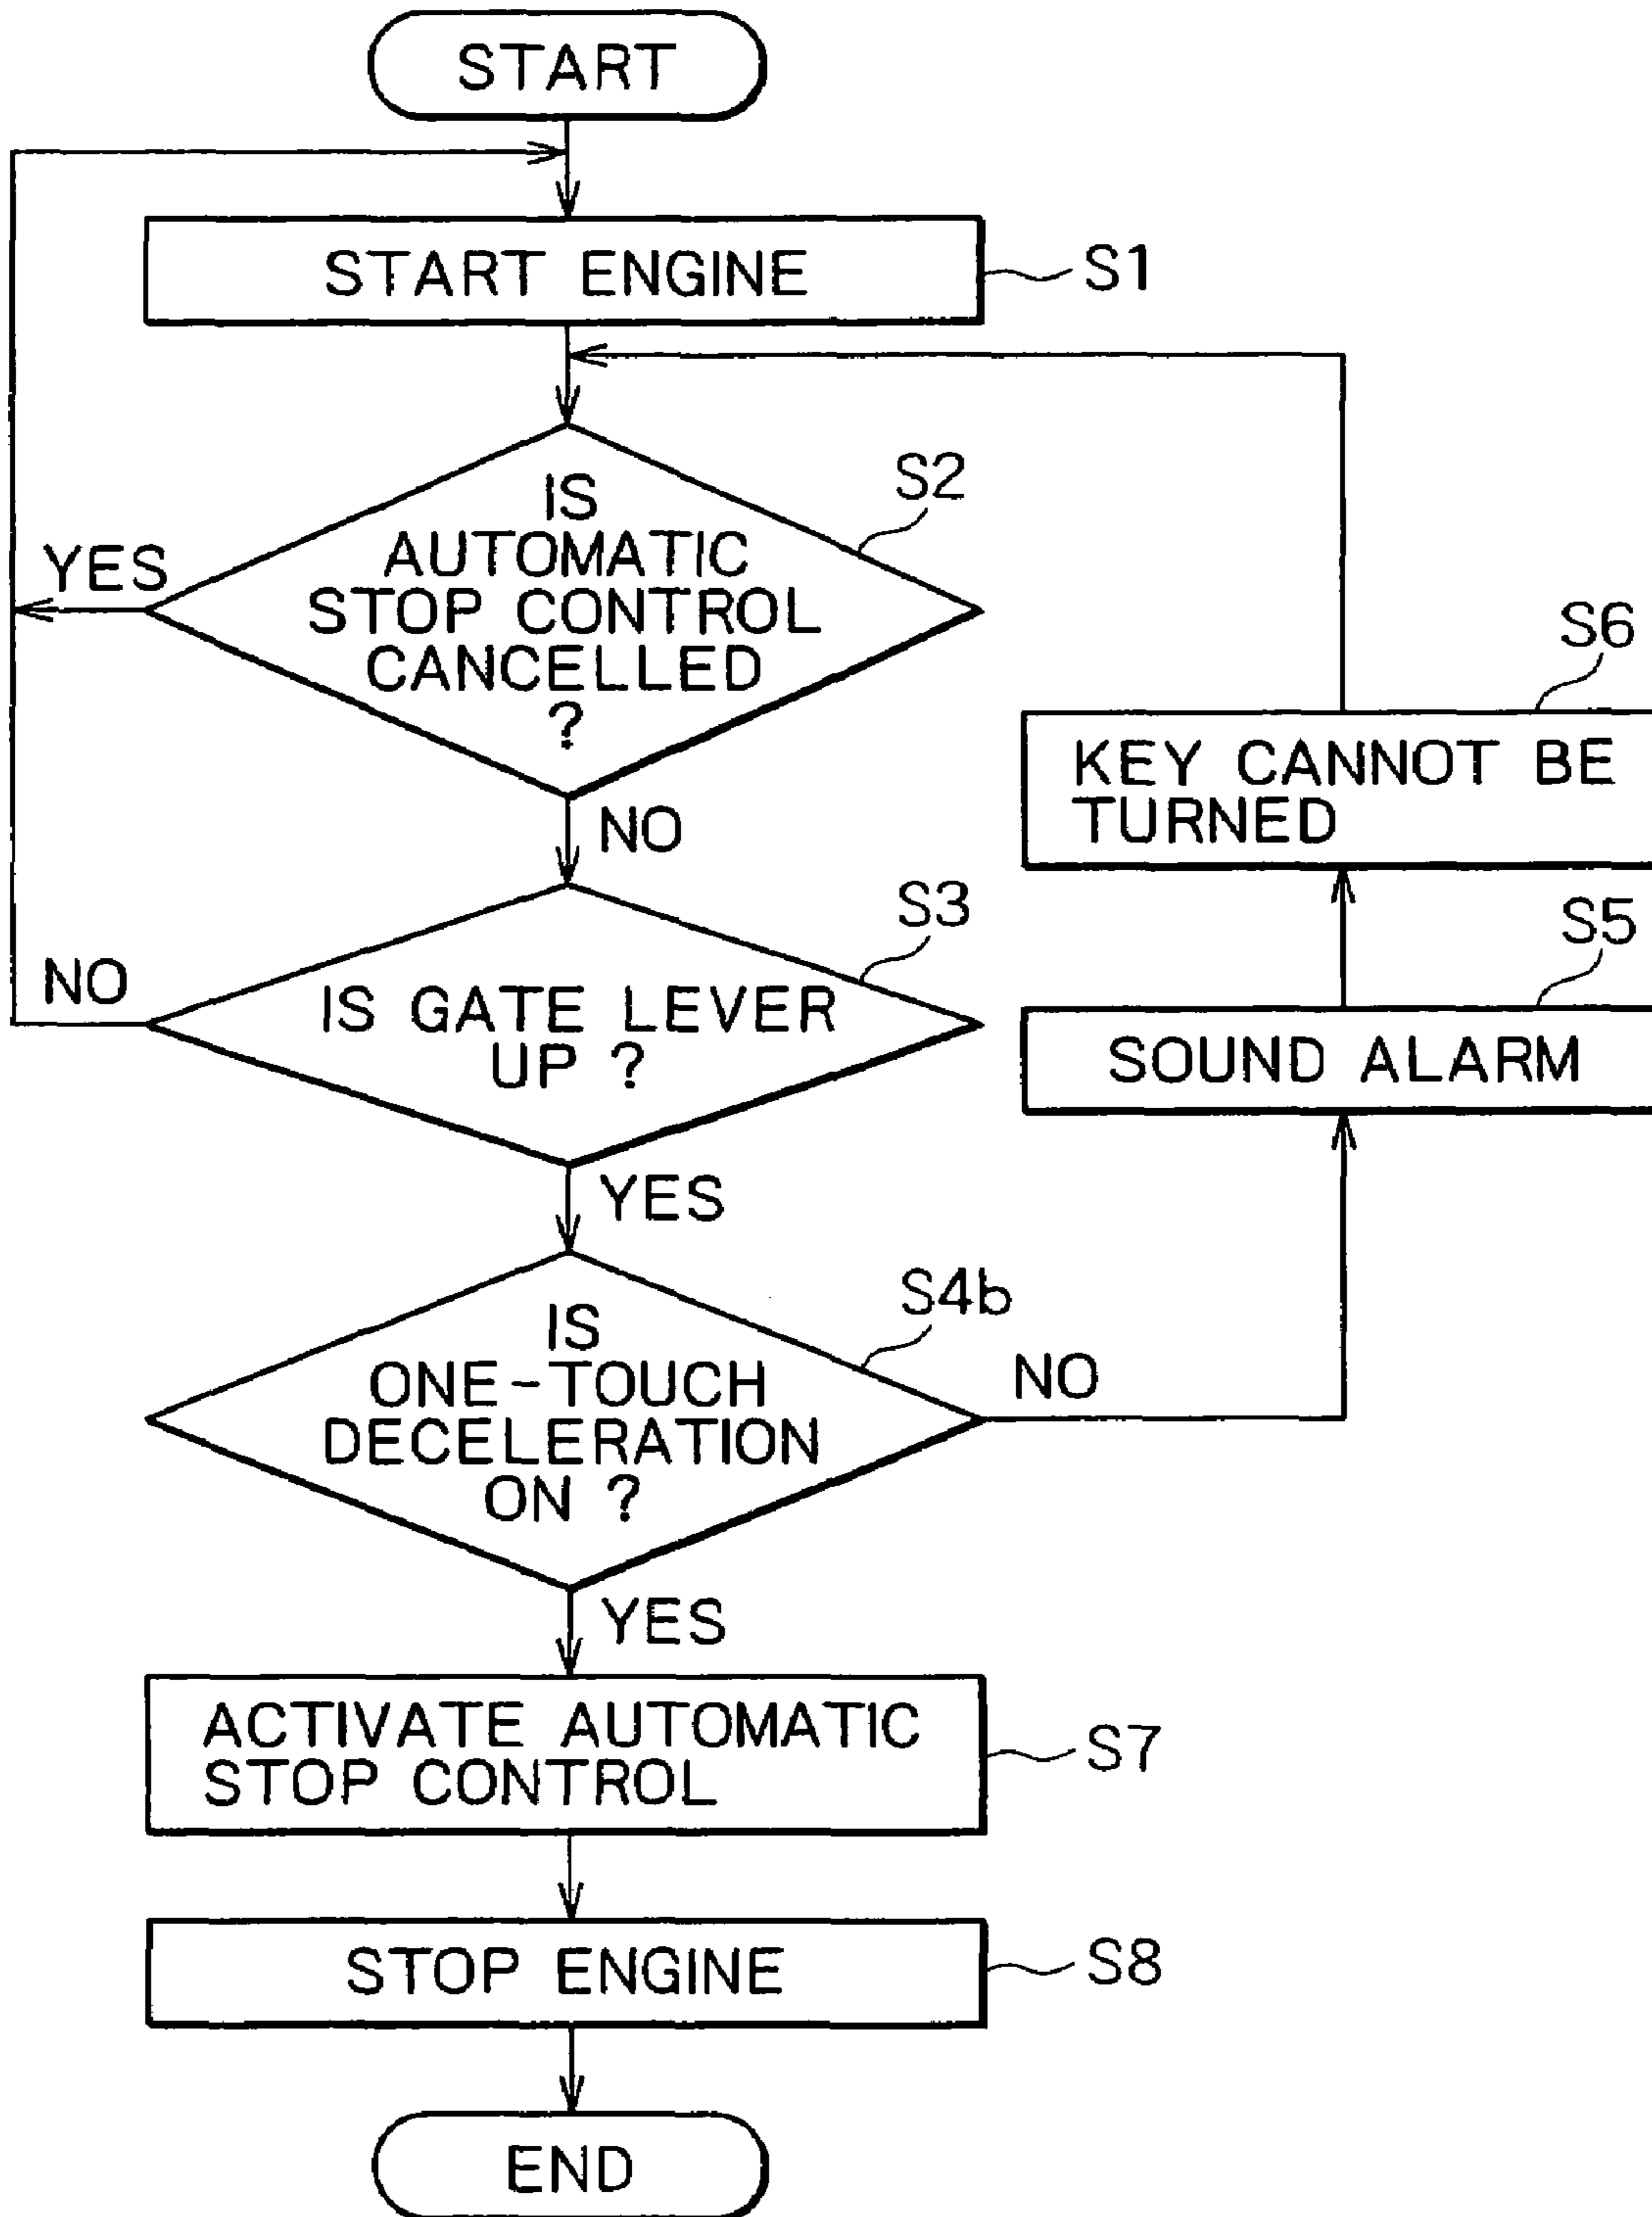 START
START ENGINE
S1
IS
AUTOMATIC
STOP CONTROL
CANCELLED
?
S2
YES
NO
IS GATE LEVER
UP ?
S3
NO
YES
IS
ONE-TOUCH
DECELERATION
ON ?
S4b
NO
YES
SOUND ALARM
S5
KEY CANNOT BE
TURNED
S6
ACTIVATE AUTOMATIC
STOP CONTROL
S7
STOP ENGINE
S8
END